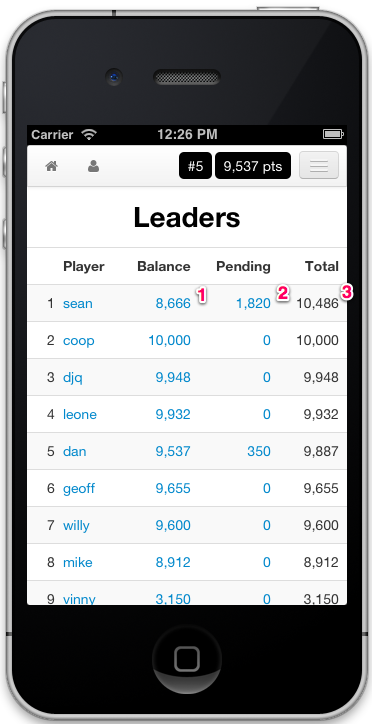 Carrier 12:26 PM
#5 9,537 pts
Leaders
Player Balance Pending Total
1 sean 8,666 1 1,820 2 10,486 3
2 coop 10,000 0 10,000
3 djq 9,948 0 9,948
4 leone 9,932 0 9,932
5 dan 9,537 350 9,887
6 geoff 9,655 0 9,655
7 willy 9,600 0 9,600
8 mike 8,912 0 8,912
9 vinny 3,150 0 3,150